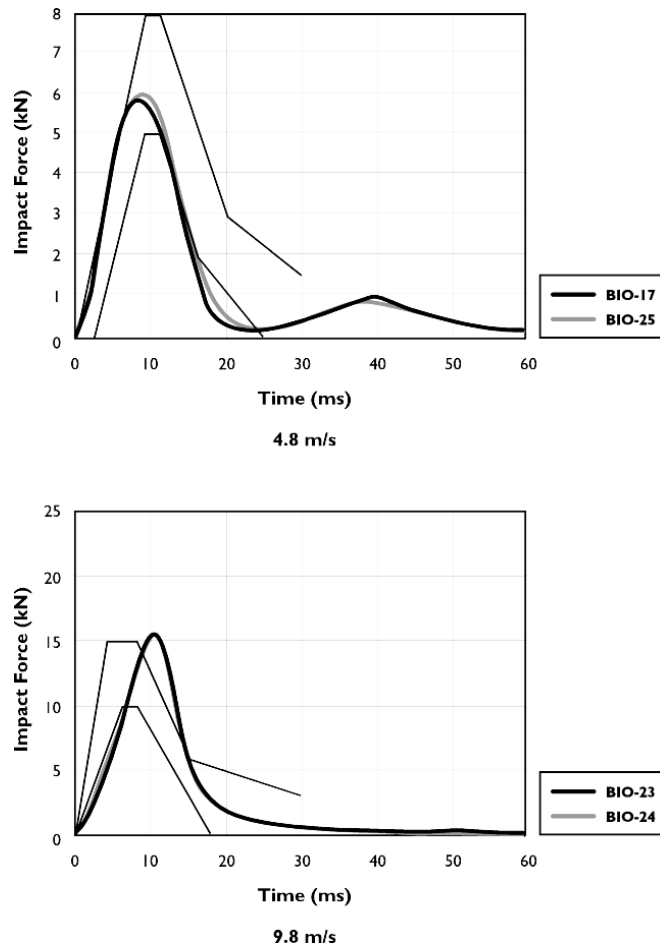 8
7
6
5
4
3
2
1
0
Impact Force (kN)
0 10 20 30 40 50 60
Time (ms)
4.8 m/s
BIO-17
BIO-25
25
20
15
10
5
0
Impact Force (kN)
0 10 20 30 40 50 60
Time (ms)
9.8 m/s
BIO-23
BIO-24